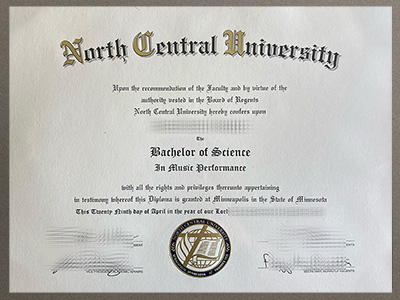 North Central University
Upon the recommendation of the Faculty and by virtue of the
authority vested in the Board of Regents
North Central University hereby confers upon
The
Bachelor of Science
In Music Performance
with all the rights and privileges thereunto appertaining
in testimony whereof this Diploma is granted at Minneapolis in the State of Minnesota
This Twenty Ninth day of April in the year of our Lord